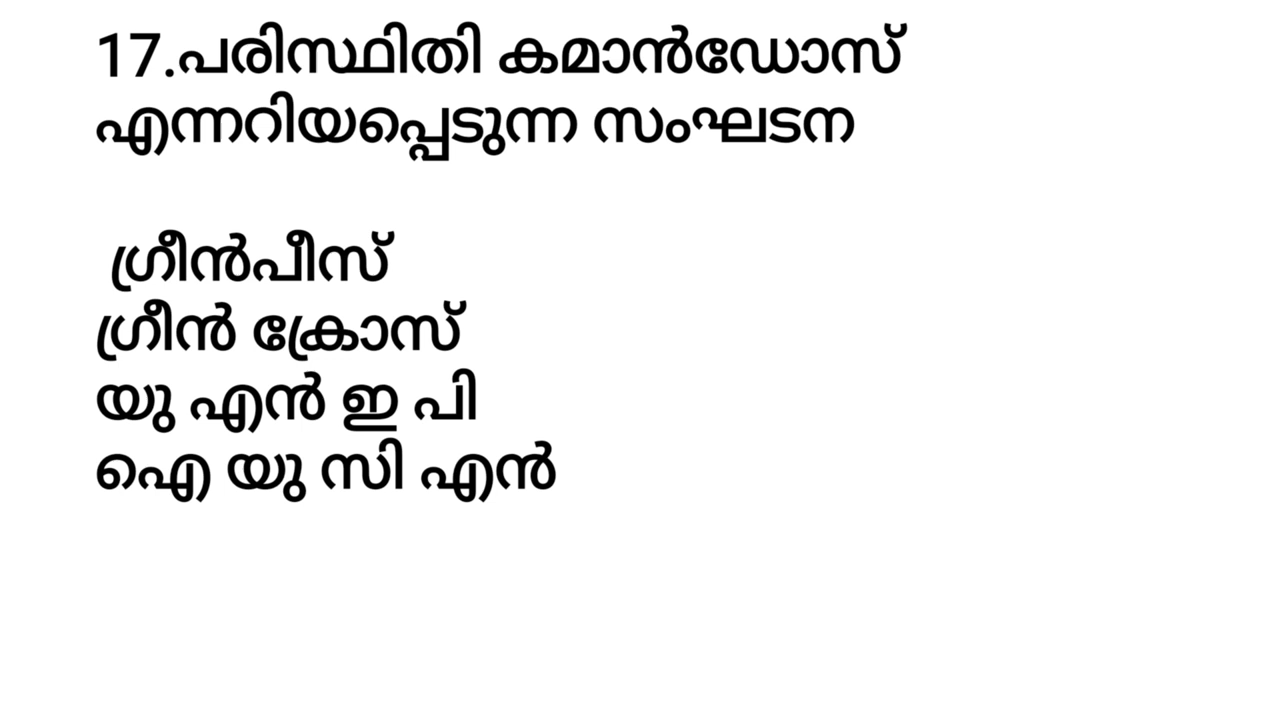 17.പരിസ്ഥിതി കമാൻഡോസ്
എന്നറിയപ്പെടുന്ന സംഘടന
ഗ്രീൻപീസ്
ഗ്രീൻ ക്രോസ്
യു എൻ ഇ പി
ഐ യു സി എൻ